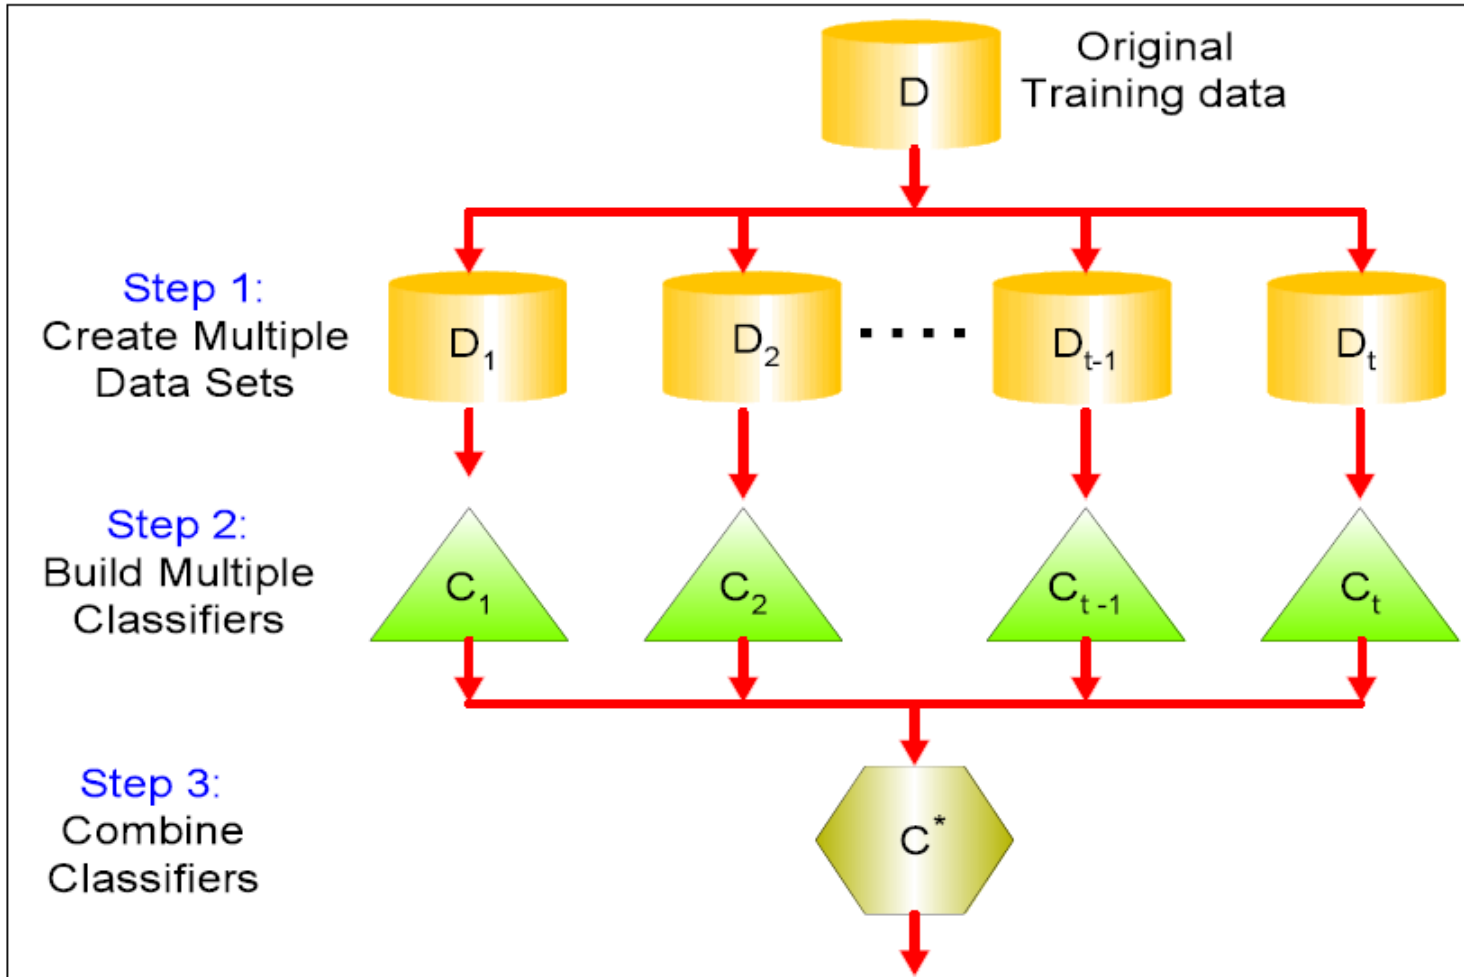 Original
Training data
D
Step 1:
Create Multiple
Data Sets
D₁
D₂
....
Dₜ₋₁
Dₜ
Step 2:
Build Multiple
Classifiers
C₁
C₂
Cₜ ₋₁
Cₜ
Step 3:
Combine
Classifiers
C*